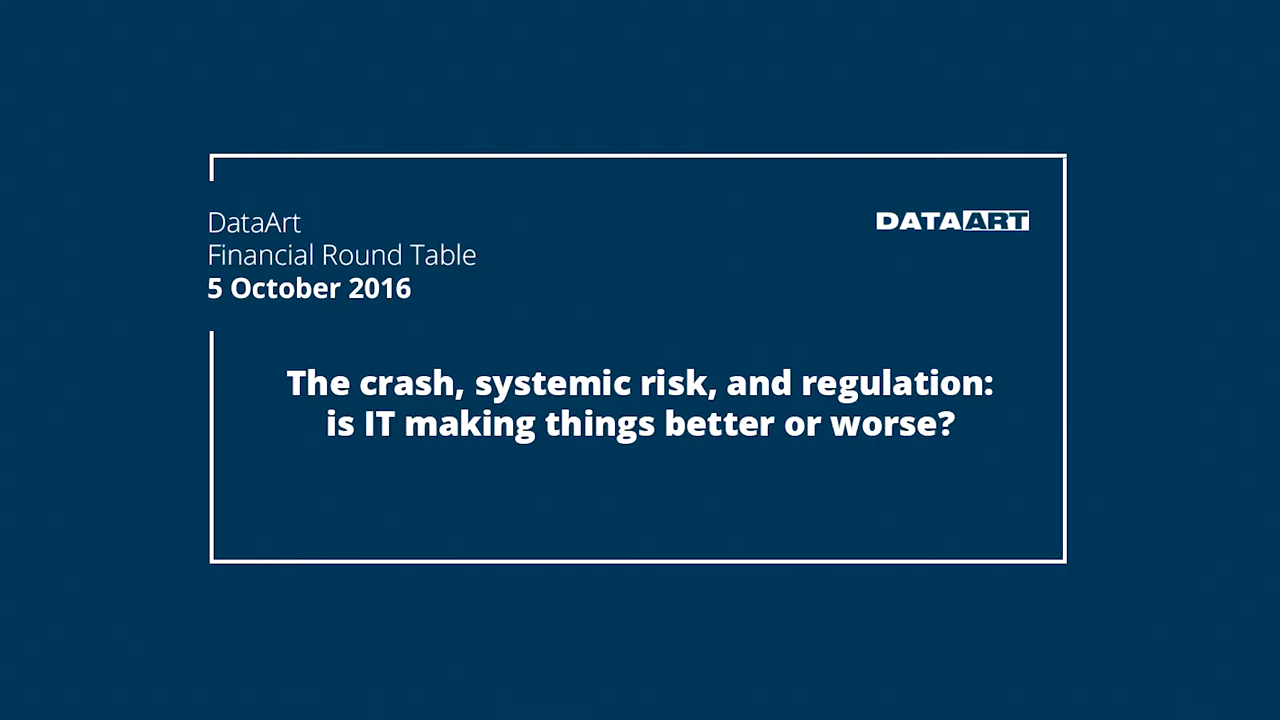 DataArt
Financial Round Table
5 October 2016
DATAART
The crash, systemic risk, and regulation:
is IT making things better or worse?